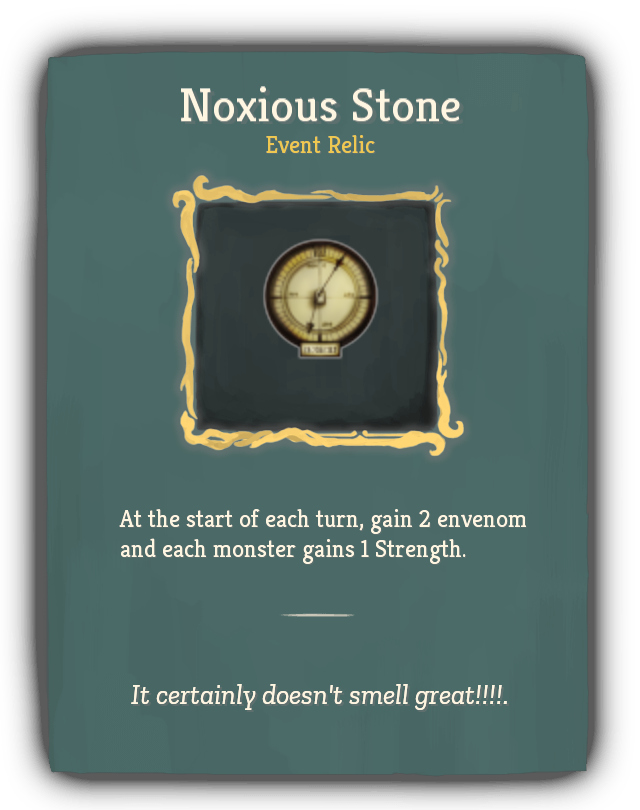 Noxious Stone
Event Relic
At the start of each turn, gain 2 envenom
and each monster gains 1 Strength.
It certainly doesn't smell great!!!!.